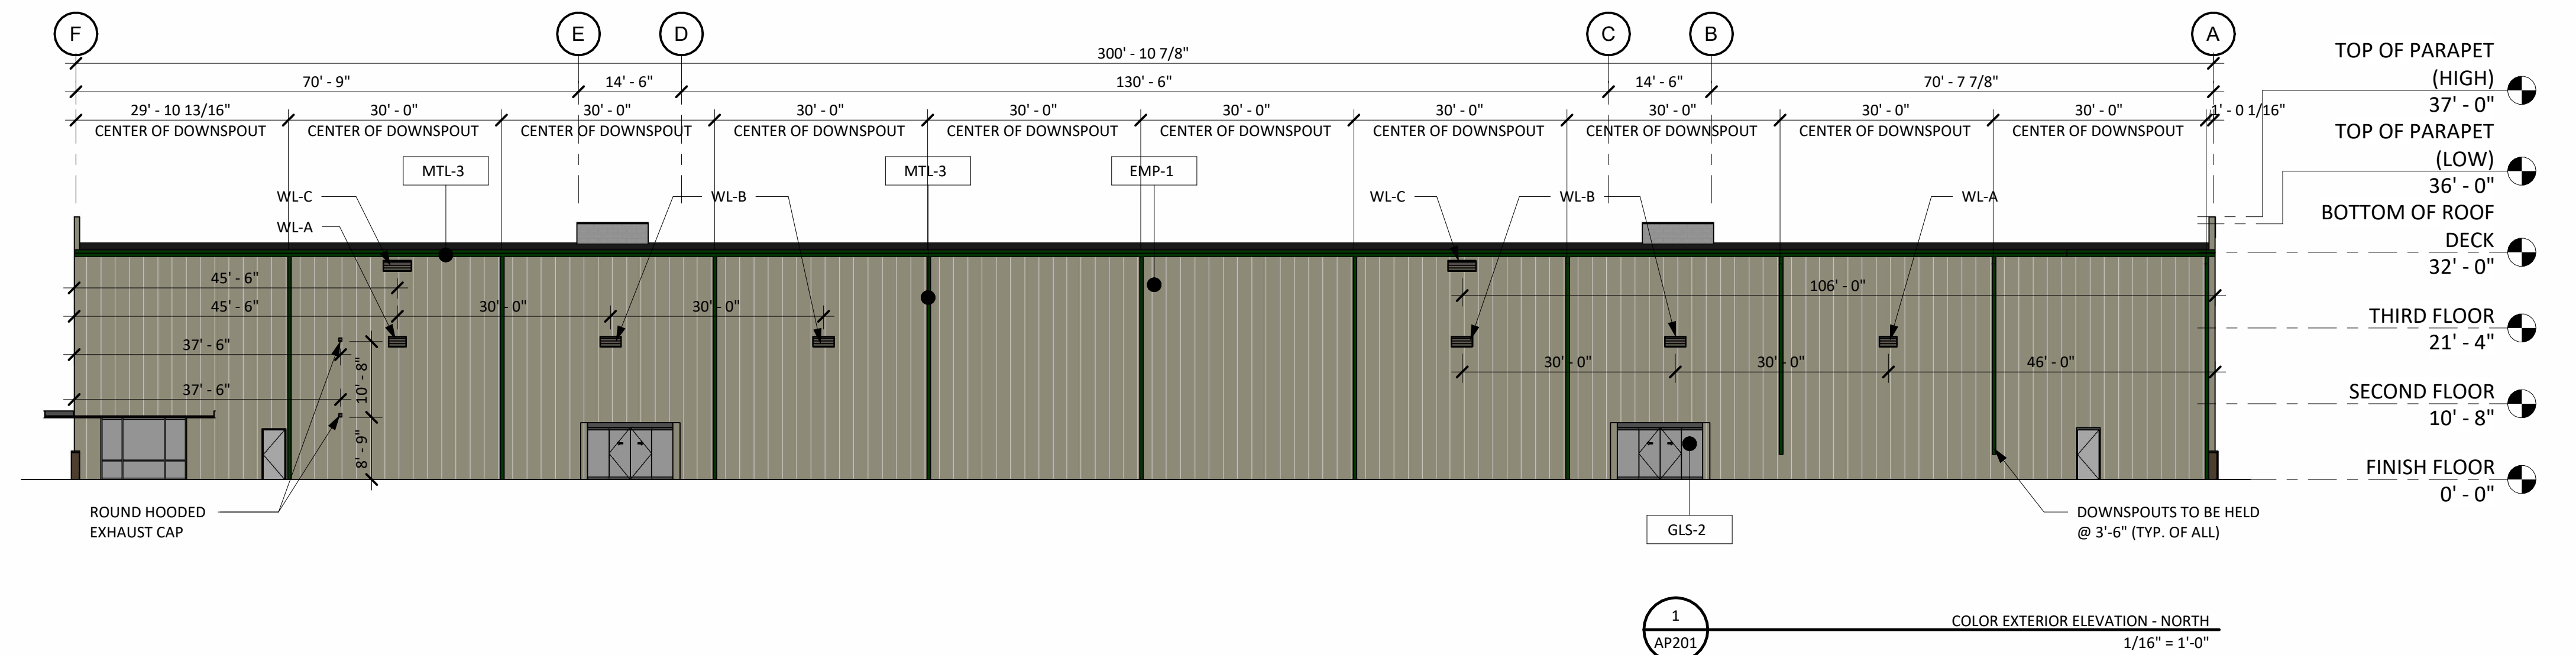 F
E
D
C
B
A
300' - 10 7/8"
70' - 9"
14' - 6"
130' - 6"
14' - 6"
70' - 7 7/8"
29' - 10 13/16"
30' - 0"
30' - 0"
30' - 0"
30' - 0"
30' - 0"
30' - 0"
30' - 0"
30' - 0"
30' - 0"
1' - 0 1/16"
CENTER OF DOWNSPOUT
CENTER OF DOWNSPOUT
CENTER OF DOWNSPOUT
CENTER OF DOWNSPOUT
CENTER OF DOWNSPOUT
CENTER OF DOWNSPOUT
CENTER OF DOWNSPOUT
CENTER OF DOWNSPOUT
CENTER OF DOWNSPOUT
CENTER OF DOWNSPOUT
TOP OF PARAPET
(HIGH)
37' - 0"
TOP OF PARAPET
(LOW)
36' - 0"
BOTTOM OF ROOF
DECK
32' - 0"
THIRD FLOOR
21' - 4"
SECOND FLOOR
10' - 8"
FINISH FLOOR
0' - 0"
MTL-3
MTL-3
EMP-1
WL-C
WL-A
WL-B
WL-C
WL-B
WL-A
45' - 6"
45' - 6"
30' - 0"
30' - 0"
106' - 0"
37' - 6"
37' - 6"
10' - 8"
8' - 9"
30' - 0"
30' - 0"
46' - 0"
ROUND HOODED
EXHAUST CAP
GLS-2
DOWNSPOUTS TO BE HELD
@ 3'-6" (TYP. OF ALL)
1
AP201
COLOR EXTERIOR ELEVATION - NORTH
1/16" = 1'-0"